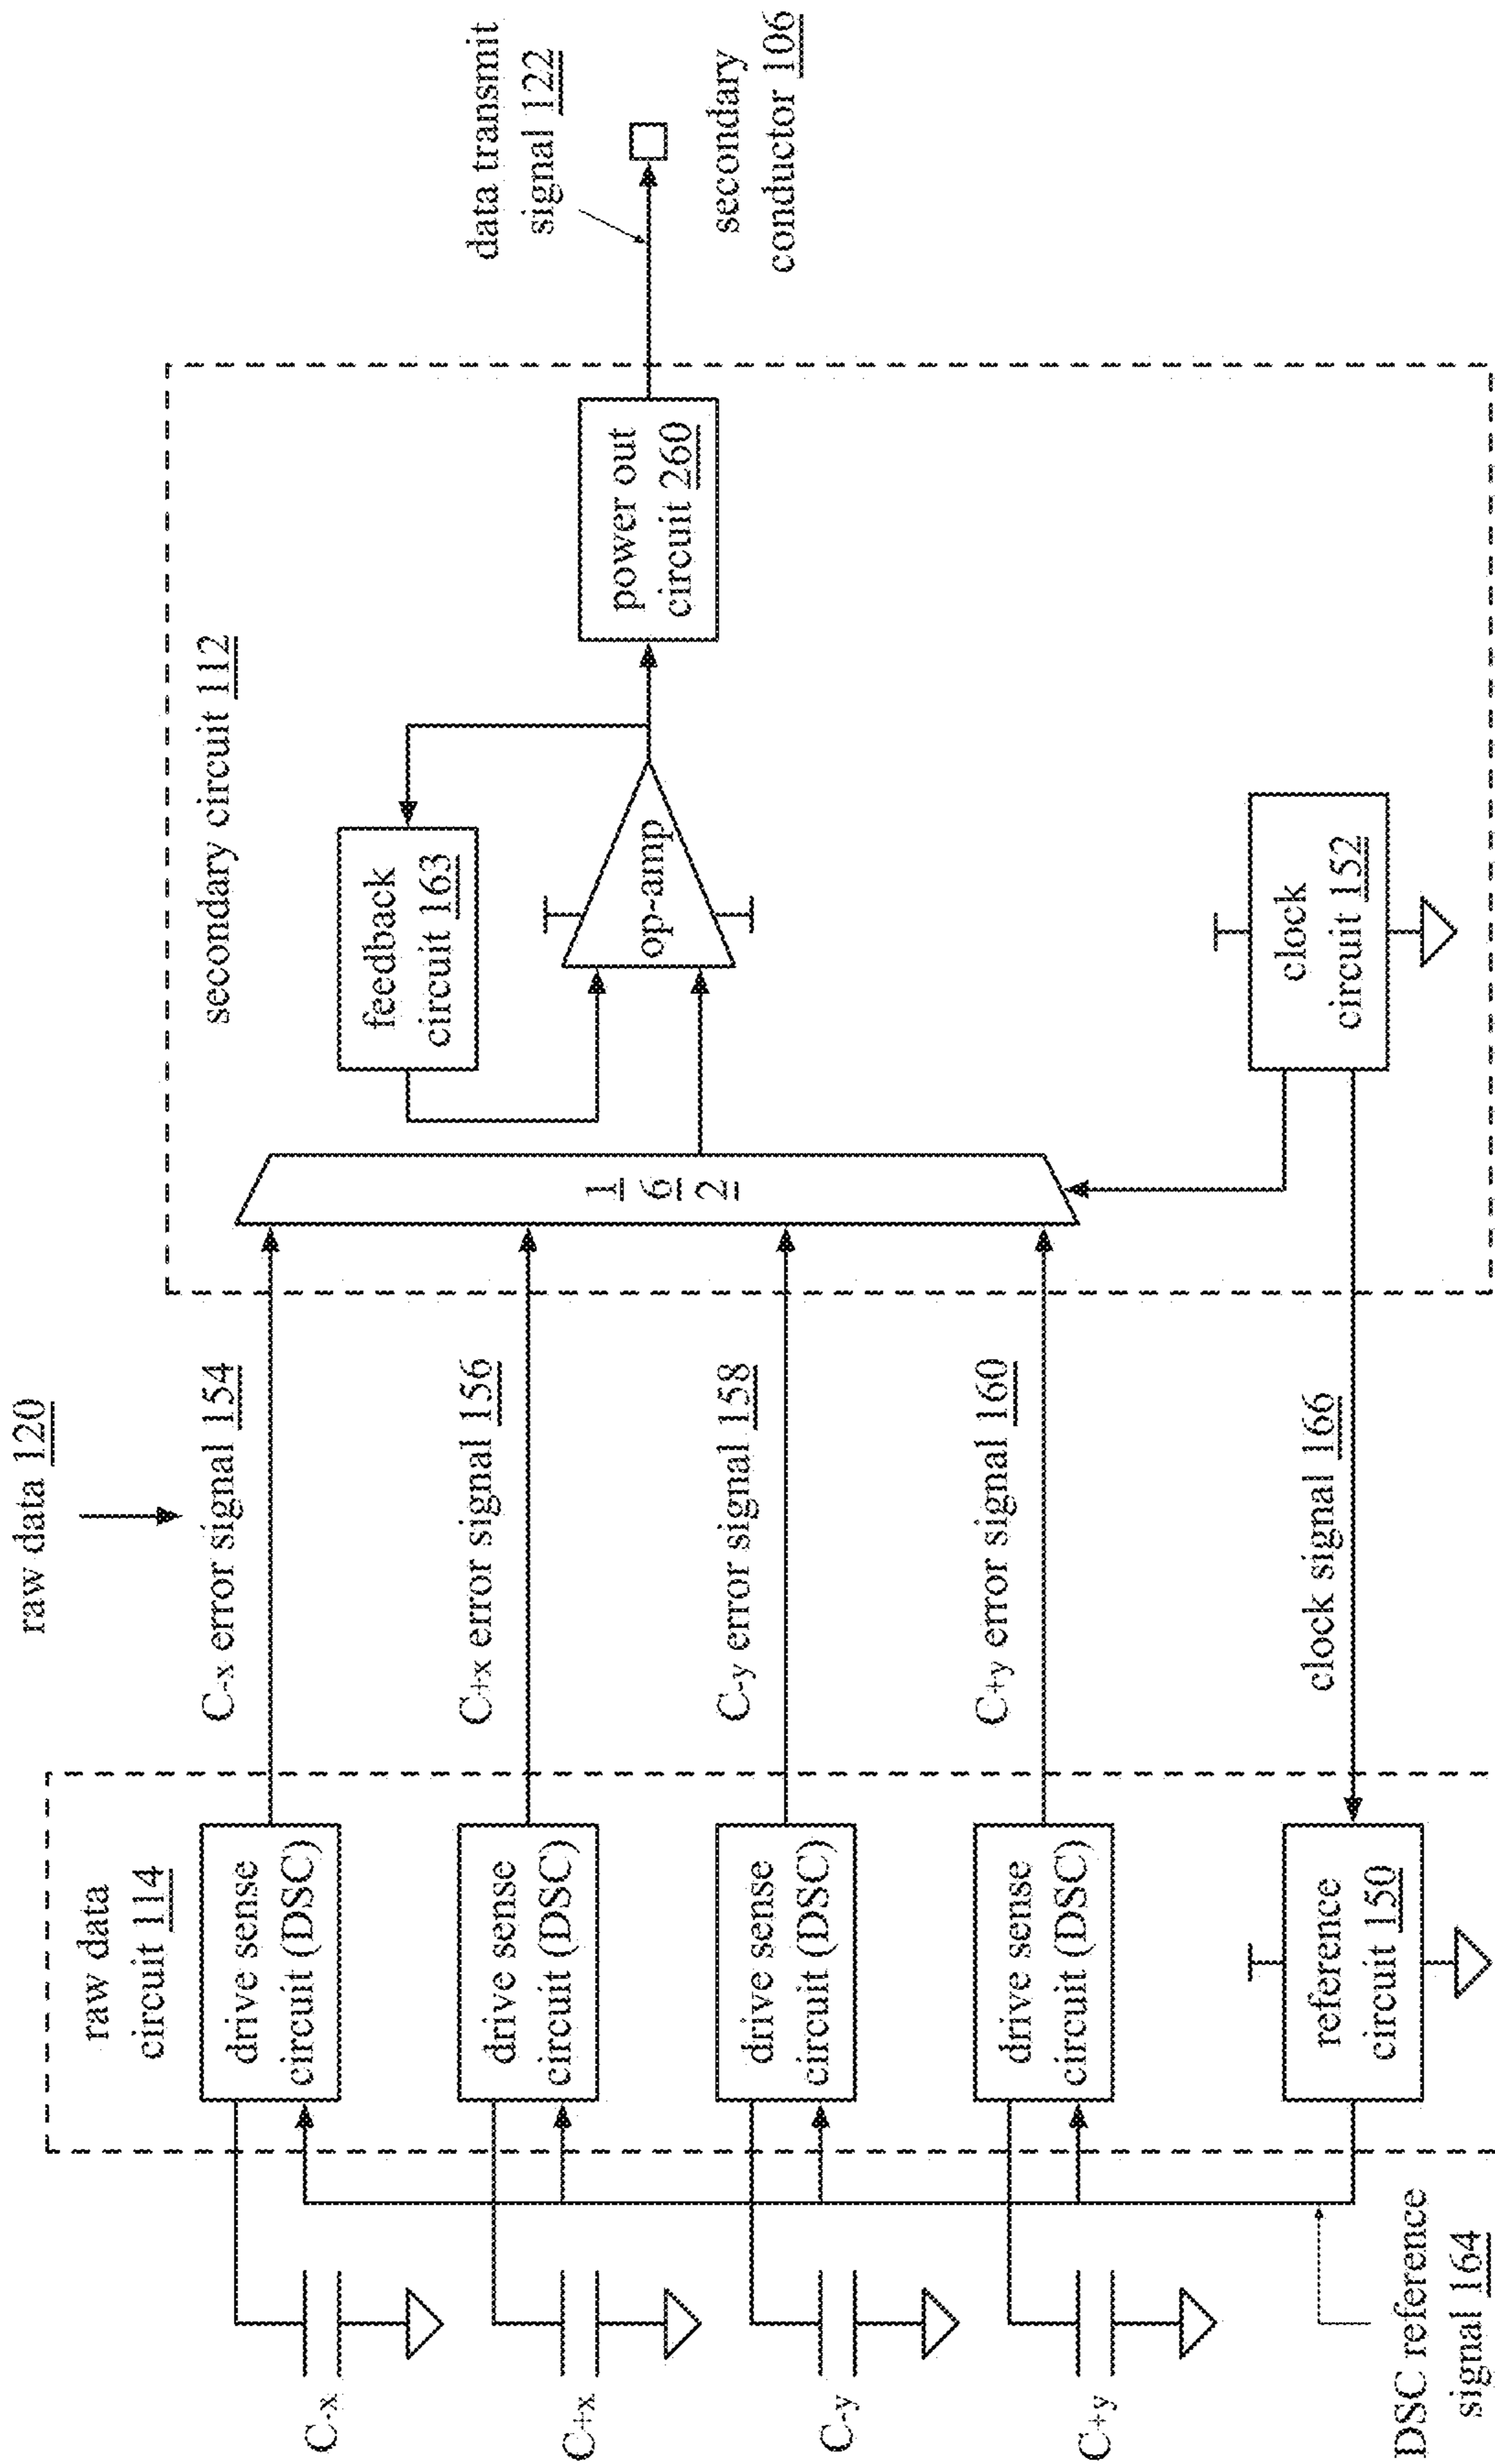 raw data 120
raw data
circuit 114
secondary circuit 112
C-x
drive sense
circuit (DSC)
C-x error signal 154
C+x
drive sense
circuit (DSC)
C+x error signal 156
C-y
drive sense
circuit (DSC)
C-y error signal 158
C+y
drive sense
circuit (DSC)
C+y error signal 160
DSC reference
signal 164
reference
circuit 150
clock signal 166
162
feedback
circuit 163
op-amp
clock
circuit 152
power out
circuit 260
data transmit
signal 122
secondary
conductor 106